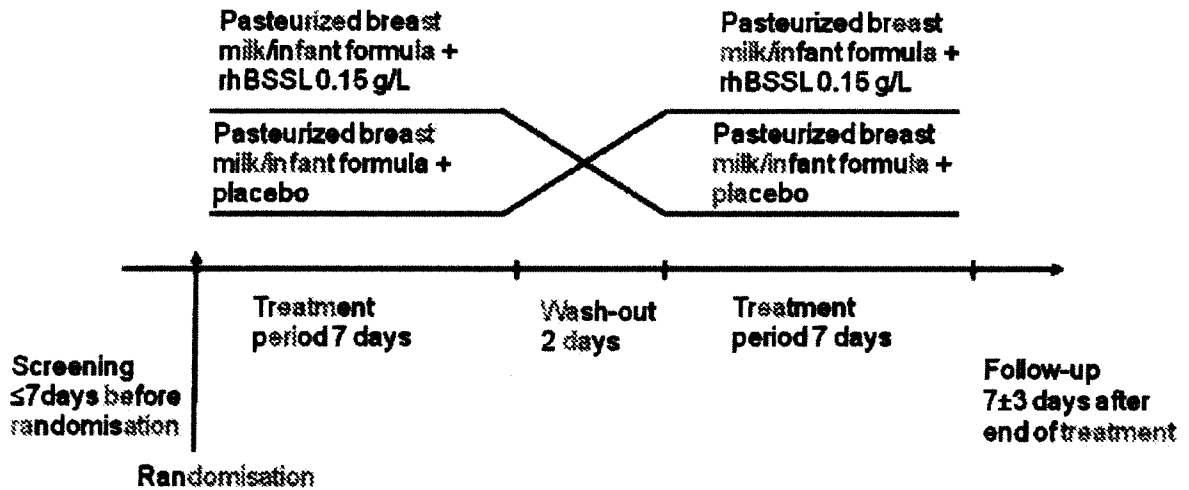 Pasteurized breast
milk/infant formula +
rhBSSL 0.15 g/L
Pasteurized breast
milk/infant formula +
rhBSSL 0.15 g/L
Pasteurized breast
milk/infant formula +
placebo
Pasteurized breast
milk/infant formula +
placebo
Treatment
period 7 days
Wash-out
2 days
Treatment
period 7 days
Screening
≤7days before
randomisation
Follow-up
7±3 days after
end of treatment
Randomisation